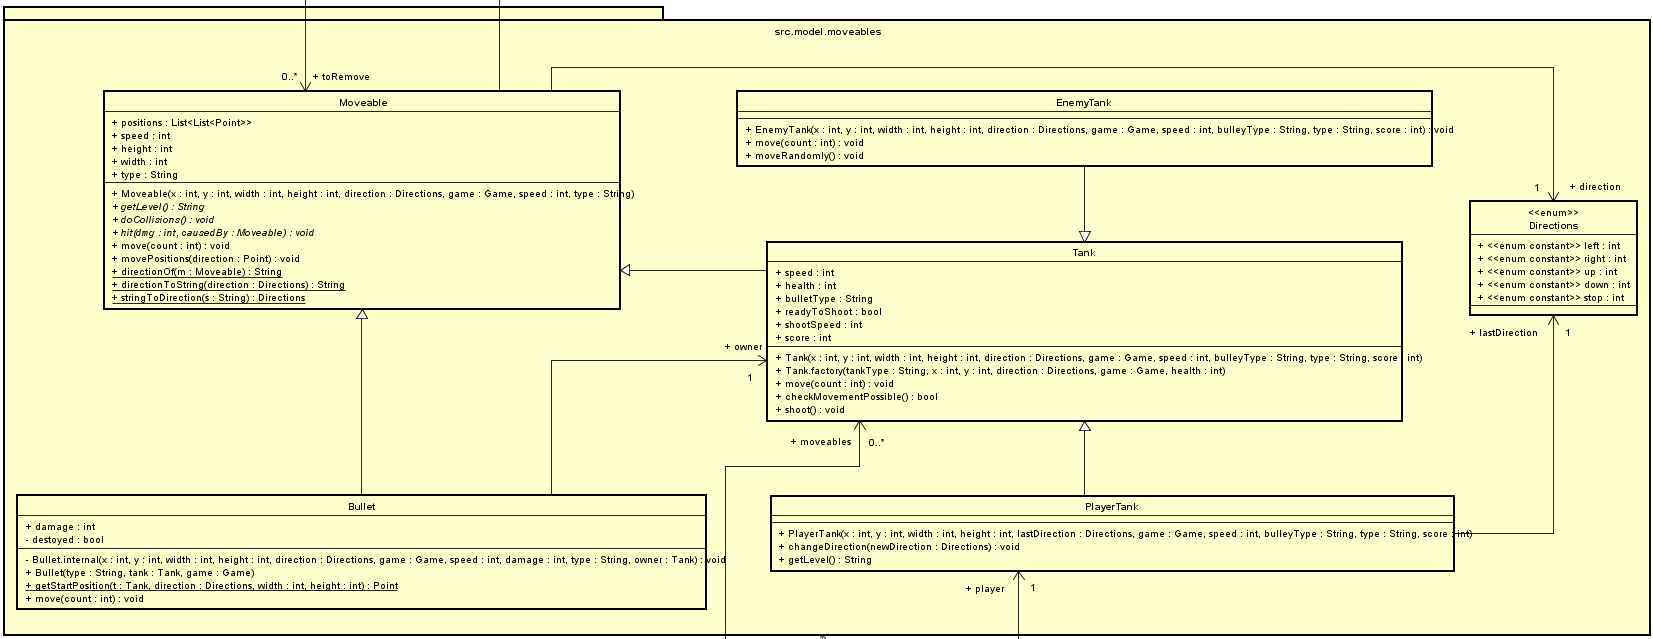 src.model.moveables
0..*
+ toRemove
Moveable
+ positions : List<List<Point>>
+ speed : int
+ height : int
+ width : int
+ type : String
+ Moveable(x : int, y : int, width : int, height : int, direction : Directions, game : Game, speed : int, type : String)
+ getLevel() : String
+ doCollisions() : void
+ hit(dmg : int, causedBy : Moveable) : void
+ move(count : int) : void
+ movePositions(direction : Point) : void
+ directionOf(m : Moveable) : String
+ directionToString(direction : Directions) : String
+ stringToDirection(s : String) : Directions
EnemyTank
+ EnemyTank(x : int, y : int, width : int, height : int, direction : Directions, game : Game, speed : int, bulleyType : String, type : String, score : int) : void
+ move(count : int) : void
+ moveRandomly() : void
1
+ direction
<<enum>>
Directions
+ <<enum constant>> left : int
+ <<enum constant>> right : int
+ <<enum constant>> up : int
+ <<enum constant>> down : int
+ <<enum constant>> stop : int
+ lastDirection
1
Tank
+ speed : int
+ health : int
+ bulletType : String
+ readyToShoot : bool
+ shootSpeed : int
+ score : int
+ Tank(x : int, y : int, width : int, height : int, direction : Directions, game : Game, speed : int, bulleyType : String, type : String, score : int)
+ Tank.factory(tankType : String, x : int, y : int, direction : Directions, game : Game, health : int)
+ move(count : int) : void
+ checkMovementPossible() : bool
+ shoot() : void
+ owner
1
+ moveables
0..*
Bullet
+ damage : int
- destoyed : bool
- Bullet.internal(x : int, y : int, width : int, height : int, direction : Directions, game : Game, speed : int, damage : int, type : String, owner : Tank) : void
+ Bullet(type : String, tank : Tank, game : Game)
+ getStartPosition(t : Tank, direction : Directions, width : int, height : int) : Point
+ move(count : int) : void
PlayerTank
+ PlayerTank(x : int, y : int, width : int, height : int, lastDirection : Directions, game : Game, speed : int, bulleyType : String, type : String, score : int)
+ changeDirection(newDirection : Directions) : void
+ getLevel() : String
+ player
1